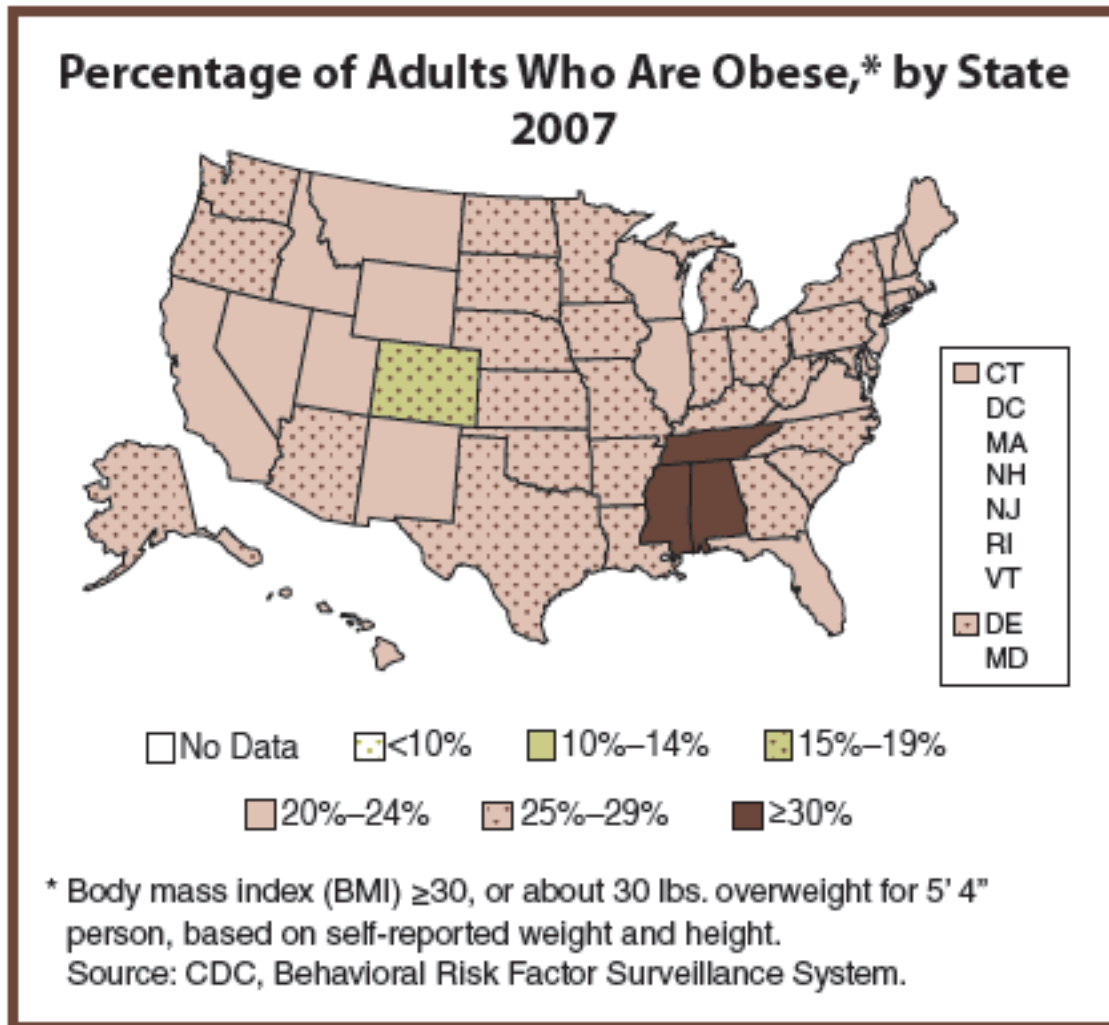 Percentage of Adults Who Are Obese,* by State
2007
CT
DC
MA
NH
NJ
RI
VT
DE
MD
No Data <10% 10%–14% 15%–19%
20%–24% 25%–29% ≥30%
* Body mass index (BMI) ≥30, or about 30 lbs. overweight for 5’ 4”
person, based on self-reported weight and height.
Source: CDC, Behavioral Risk Factor Surveillance System.